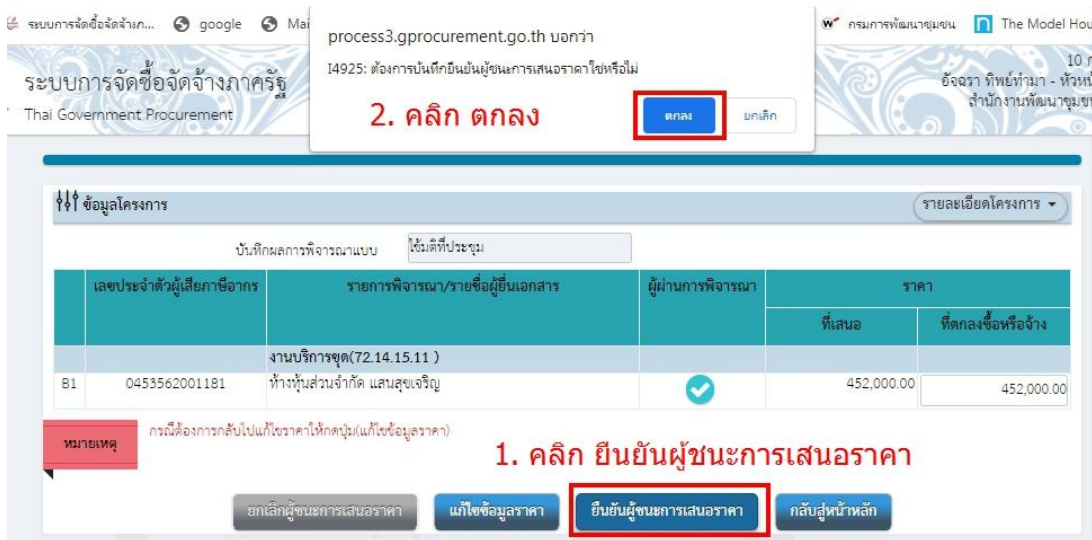 ระบบการจัดซื้อจัดจ้างภ... google Mai
กรมการพัฒนาชุมชน The Model Hou
process3.gprocurement.go.th บอกว่า
I4925: ต้องการบันทึกยืนยันผู้ชนะการเสนอราคาใช่หรือไม่
2. คลิก ตกลง
ตกลง ยกเลิก
ระบบการจัดซื้อจัดจ้างภาครัฐ
Thai Government Procurement
10 ก
อัจฉรา ทิพย์ทำมา - หัวหน้
สำนักงานพัฒนาชุมช
ข้อมูลโครงการ รายละเอียดโครงการ
บันทึกผลการพิจารณาแบบ ใช้มติที่ประชุม
เลขประจำตัวผู้เสียภาษีอากร รายการพิจารณา/รายชื่อผู้ยื่นเอกสาร ผู้ผ่านการพิจารณา ราคา
ที่เสนอ ที่ตกลงซื้อหรือจ้าง
งานบริการขุด(72.14.15.11 )
B1 0453562001181 ห้างหุ้นส่วนจำกัด แสนสุขเจริญ 452,000.00 452,000.00
หมายเหตุ กรณีต้องการกลับไปแก้ไขราคาให้กดปุ่ม(แก้ไขข้อมูลราคา)
1. คลิก ยืนยันผู้ชนะการเสนอราคา
ยกเลิกผู้ชนะการเสนอราคา แก้ไขข้อมูลราคา ยืนยันผู้ชนะการเสนอราคา กลับสู่หน้าหลัก